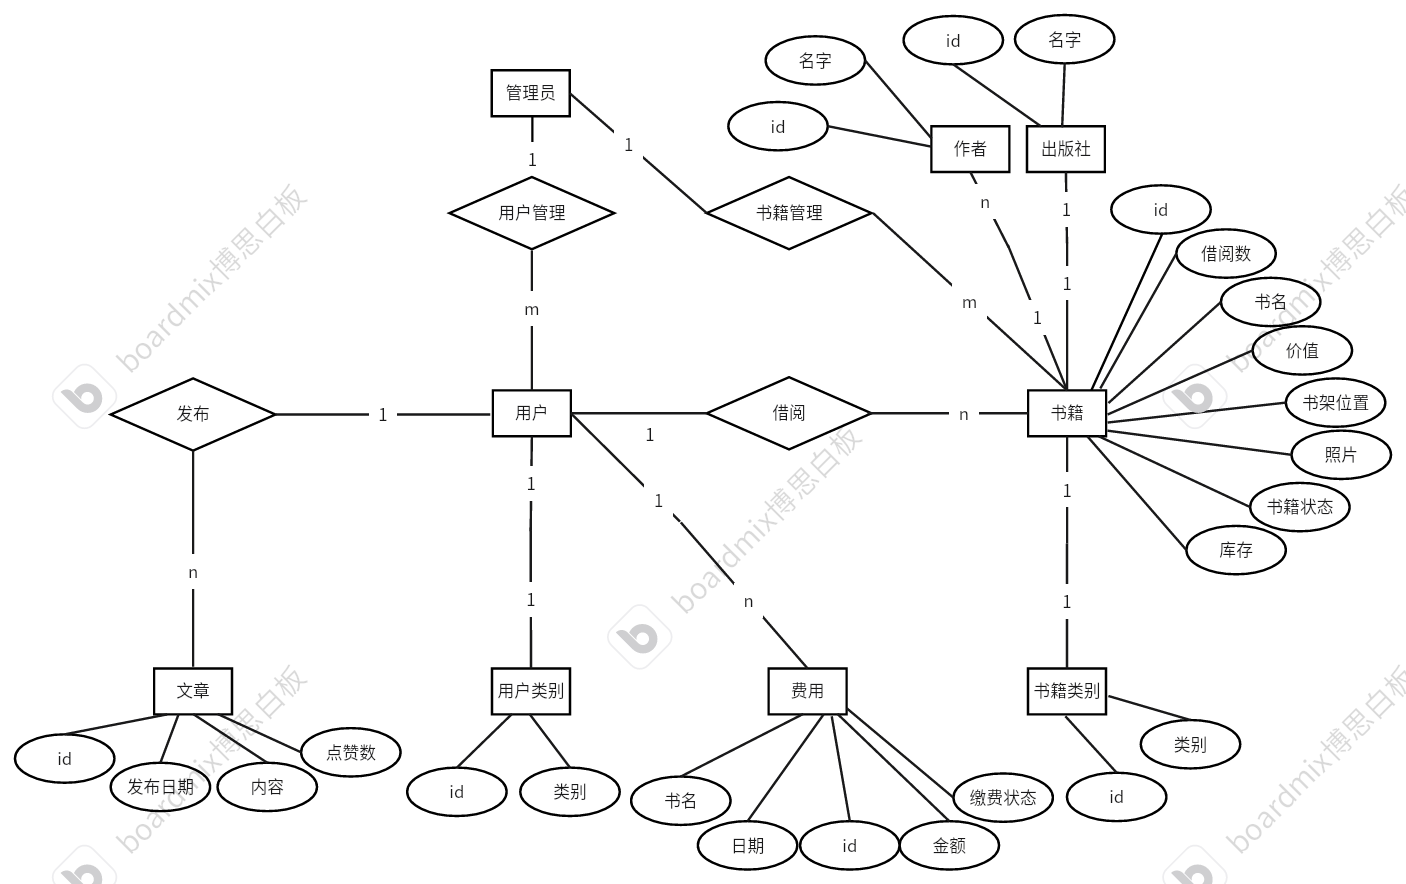 id
名字
名字
管理员
id
作者
出版社
1
1
n
1
id
用户管理
书籍管理
借阅数
1
书名
m
m
1
价值
书架位置
发布
1
用户
1
借阅
n
书籍
照片
1
1
1
书籍状态
库存
n
1
n
1
文章
用户类别
费用
书籍类别
id
发布日期
内容
点赞数
id
类别
书名
日期
id
金额
缴费状态
id
类别
boardmix博思白板
boardmix博思白板
boardmix博思白板
boardmix博思白板
boardmix博思白板